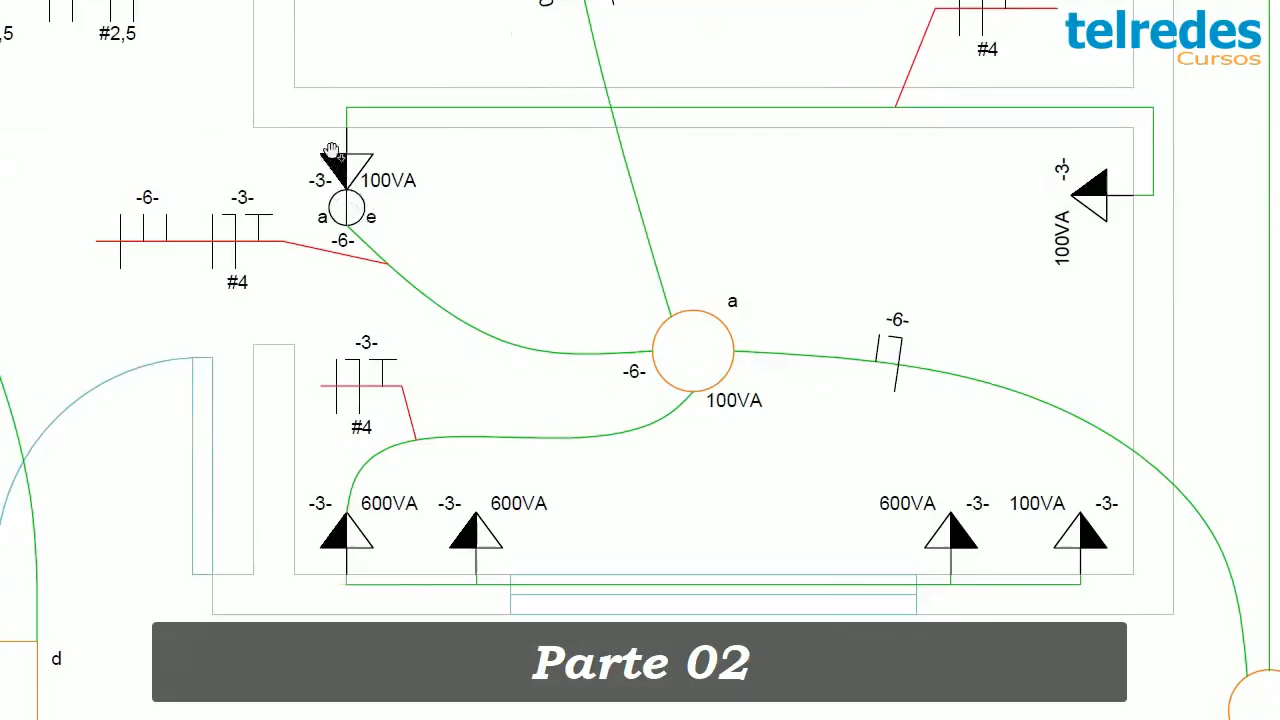 ,5
#2,5
#4
telredes
Cursos
-3-
100VA
a
e
-6-
-6-
-3-
#4
-3-
100VA
a
-6-
-6-
100VA
-3-
#4
-3-
600VA
-3-
600VA
600VA
-3-
100VA
-3-
d
Parte 02